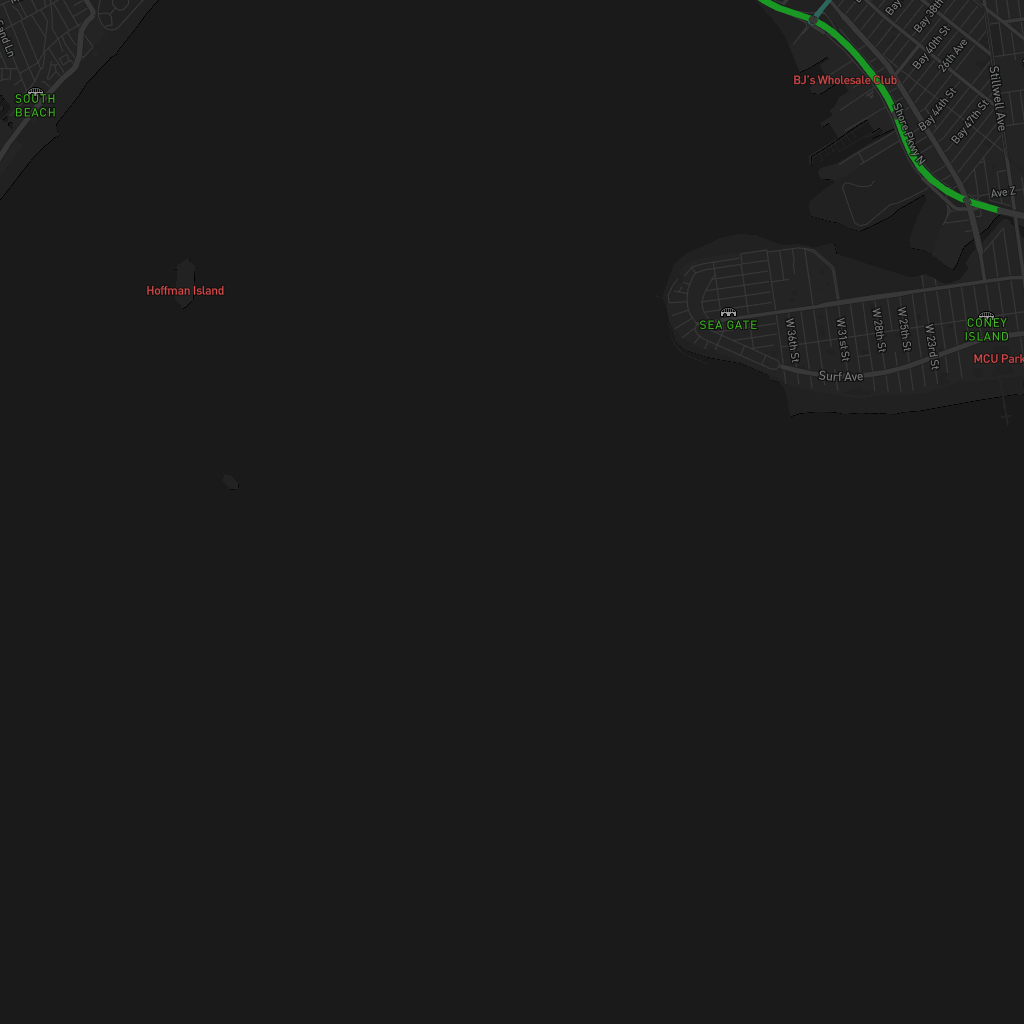 Bay 38th
Bay 40th St
26th Ave
Sand Ln
BJ's Wholesale Club
Stillwell Ave
SOUTH
BEACH
Bay 44th St
Bay 47th St
Shore Pkwy N
Ave Z
Hoffman Island
SEA GATE
W 36th St
W 31st St
W 28th St
W 25th St
W 23rd St
CONEY
ISLAND
MCU Park
Surf Ave